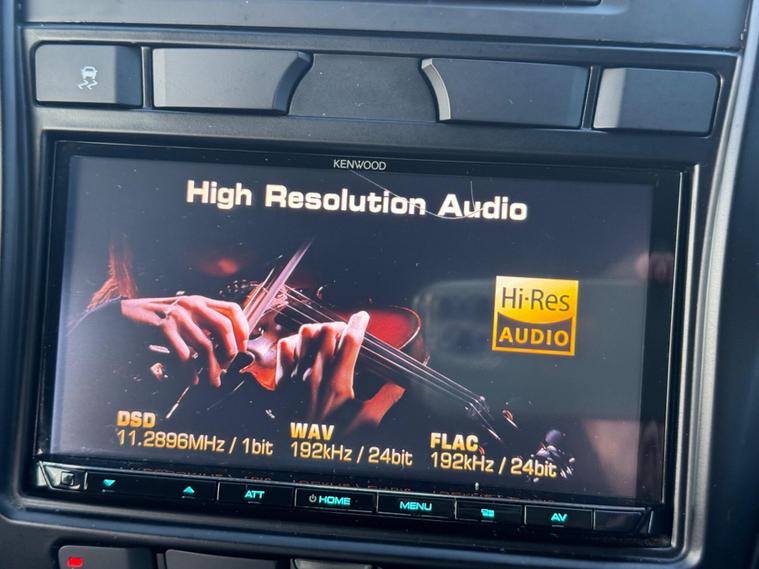 KENWOOD
High Resolution Audio
Hi-Res
AUDIO
DSD
11.2896MHz / 1bit
WAV
192kHz / 24bit
FLAC
192kHz / 24bit
ATT
HOME
MENU
AV